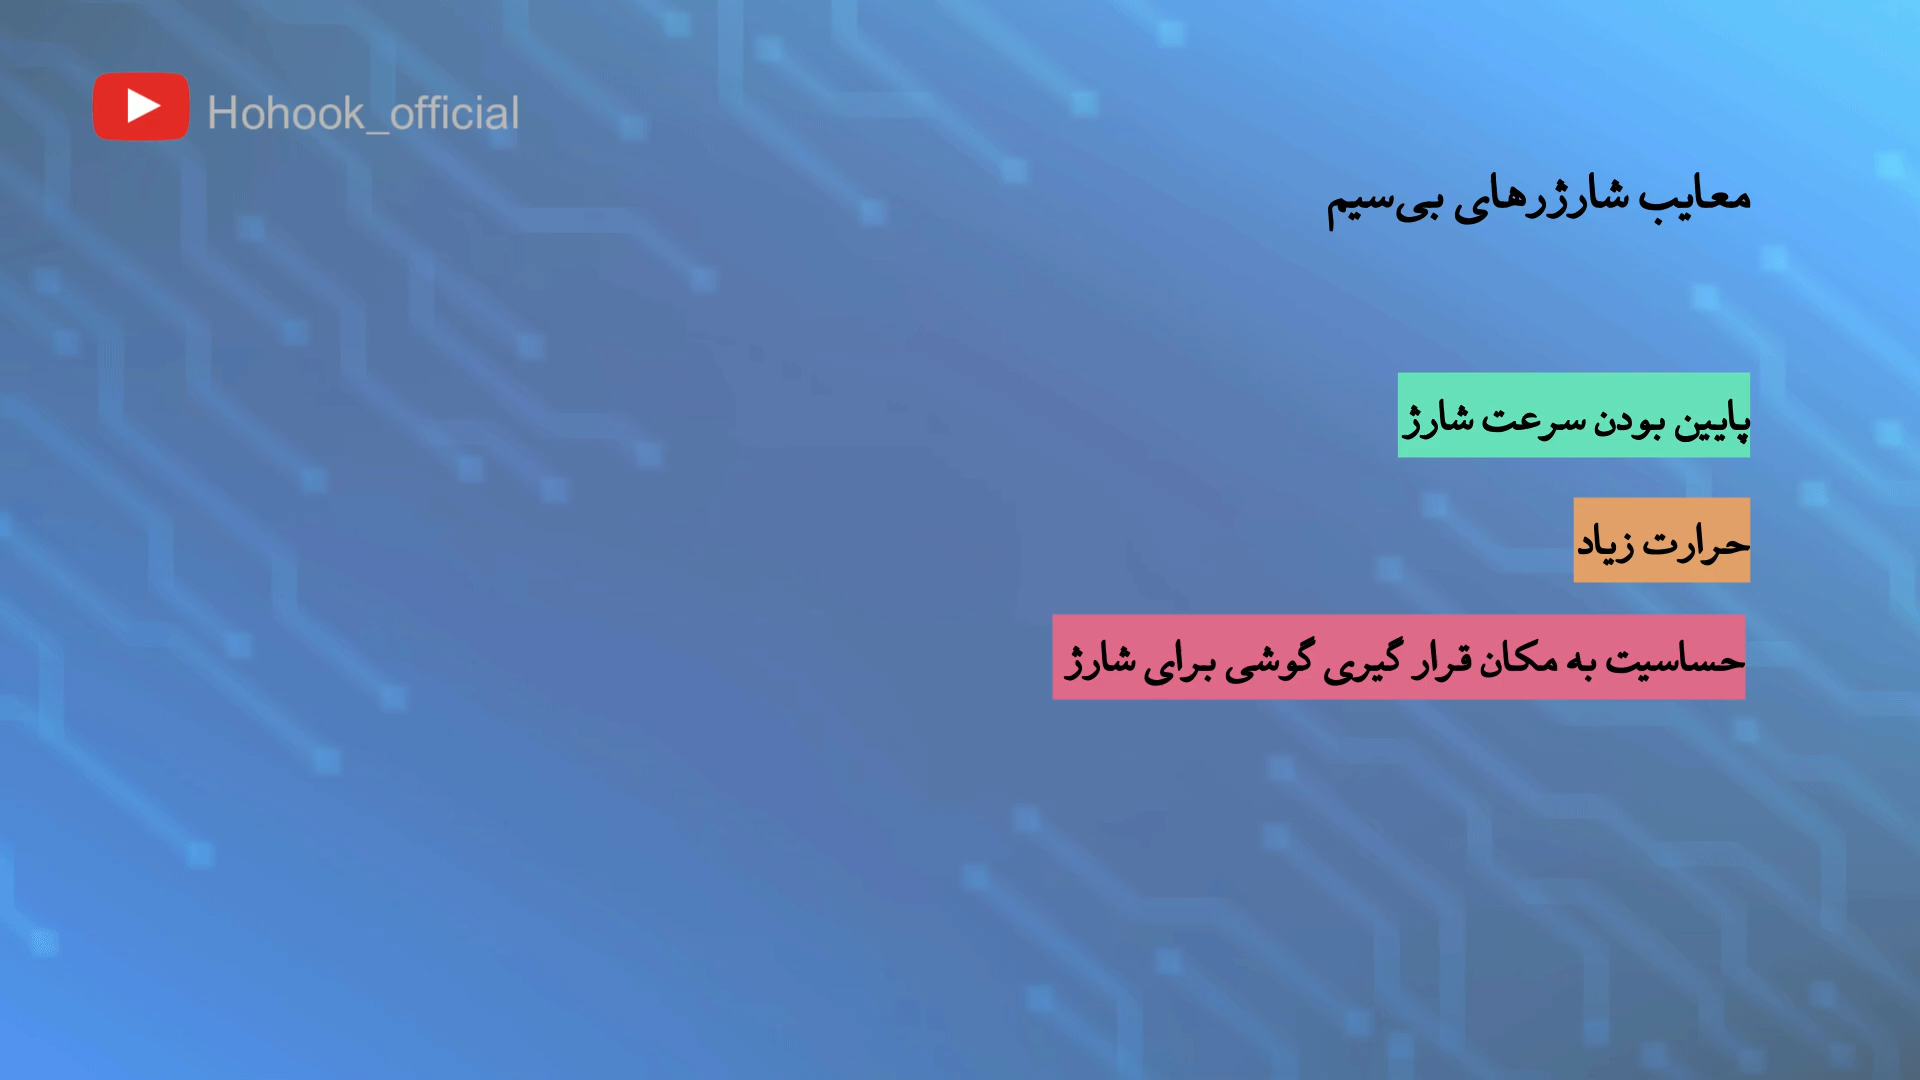 Hohook_official
معایب شارژرهای بی‌سیم
پایین بودن سرعت شارژ
حرارت زیاد
حساسیت به مکان قرار گیری گوشی برای شارژ